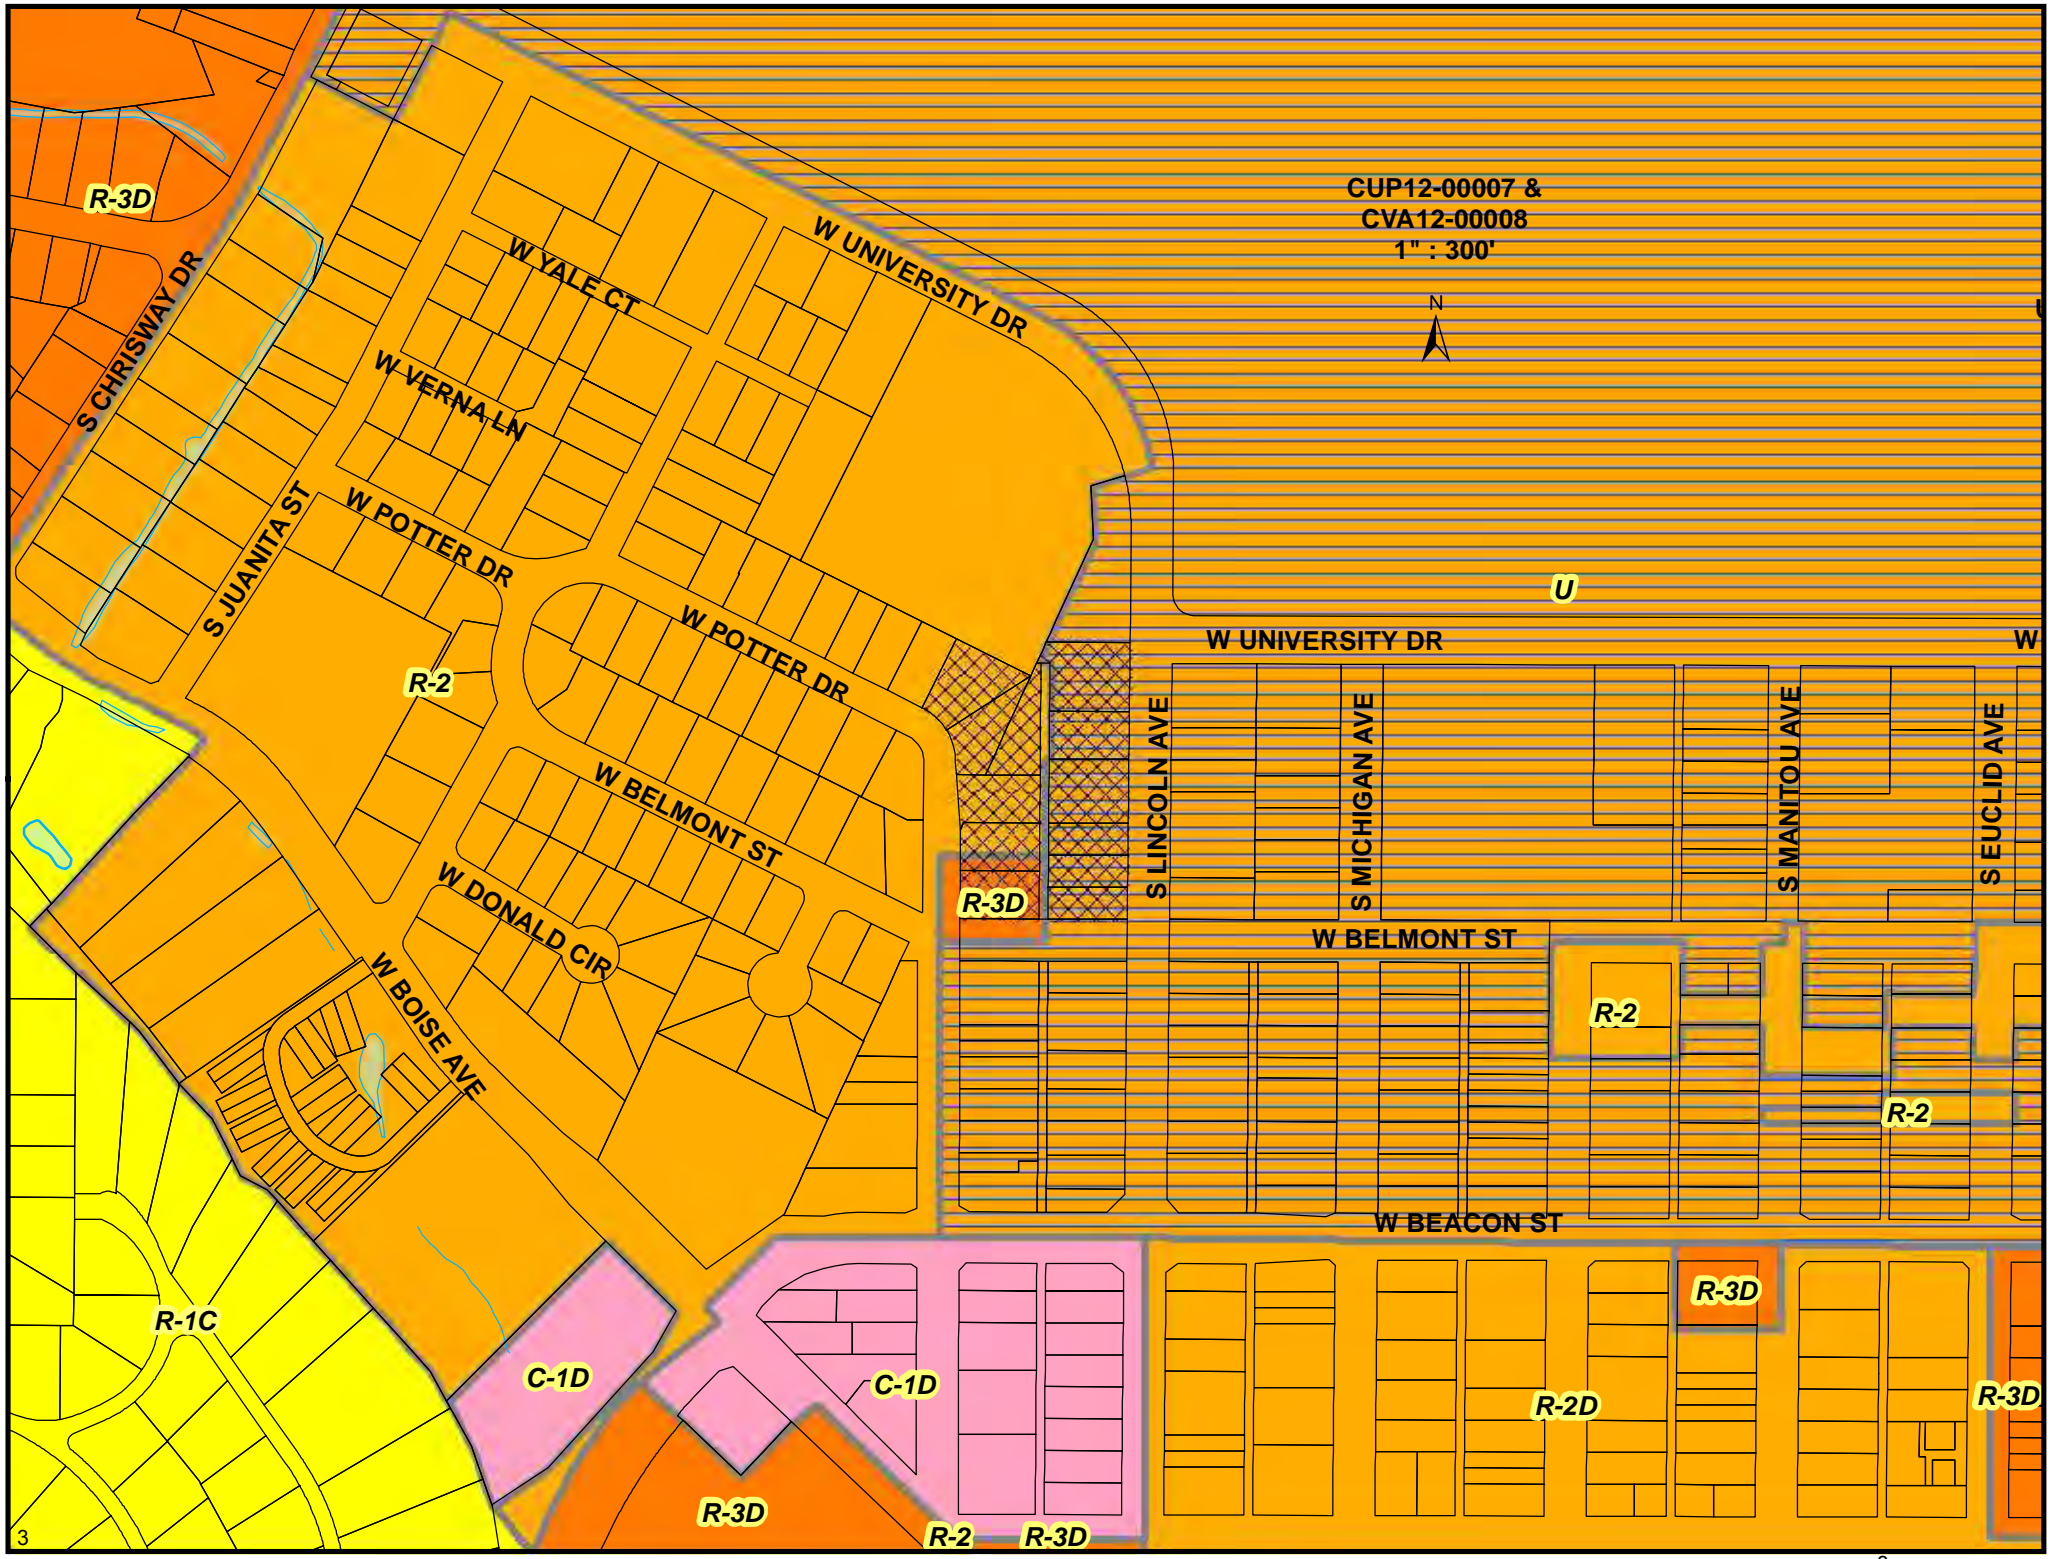 R-3D
CUP12-00007 &
CVA12-00008
1" : 300'
N
W UNIVERSITY DR
W YALE CT
S CHRISWAY DR
W VERNA LN
W POTTER DR
S JUANITA ST
U
W POTTER DR
W UNIVERSITY DR
W
R-2
S LINCOLN AVE
S MICHIGAN AVE
S MANITOU AVE
S EUCLID AVE
W BELMONT ST
W DONALD CIR
R-3D
W BELMONT ST
W BOISE AVE
R-2
R-2
W BEACON ST
R-1C
R-3D
C-1D
C-1D
R-2D
R-3D
R-3D
R-2
R-3D
3